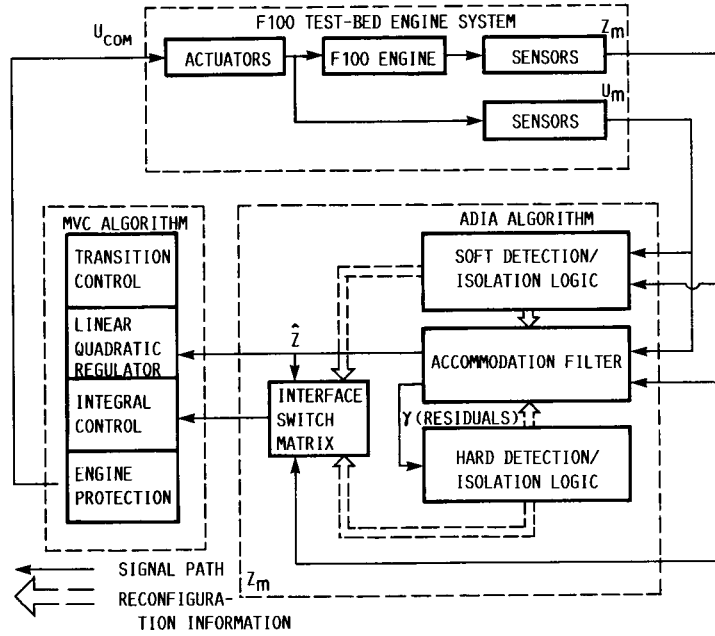 F100 TEST-BED ENGINE SYSTEM
U_COM
Z_m
ACTUATORS
F100 ENGINE
SENSORS
U_m
SENSORS
MVC ALGORITHM
TRANSITION
CONTROL
LINEAR
QUADRATIC
REGULATOR
INTEGRAL
CONTROL
ENGINE
PROTECTION
ADIA ALGORITHM
SOFT DETECTION/
ISOLATION LOGIC
Ẑ
ACCOMMODATION FILTER
INTERFACE
SWITCH
MATRIX
γ(RESIDUALS)
HARD DETECTION/
ISOLATION LOGIC
Z_m
SIGNAL PATH
RECONFIGURA-
TION INFORMATION